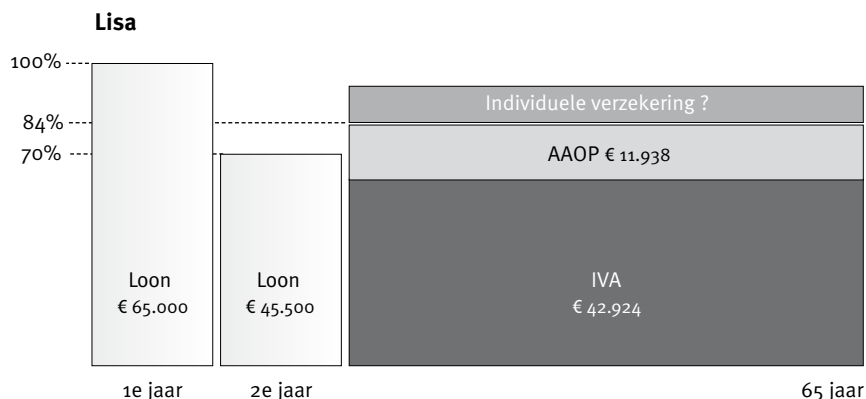 Lisa
100%
84%
70%
Individuele verzekering ?
AAOP € 11.938
Loon
€ 65.000
Loon
€ 45.500
IVA
€ 42.924
1e jaar
2e jaar
65 jaar